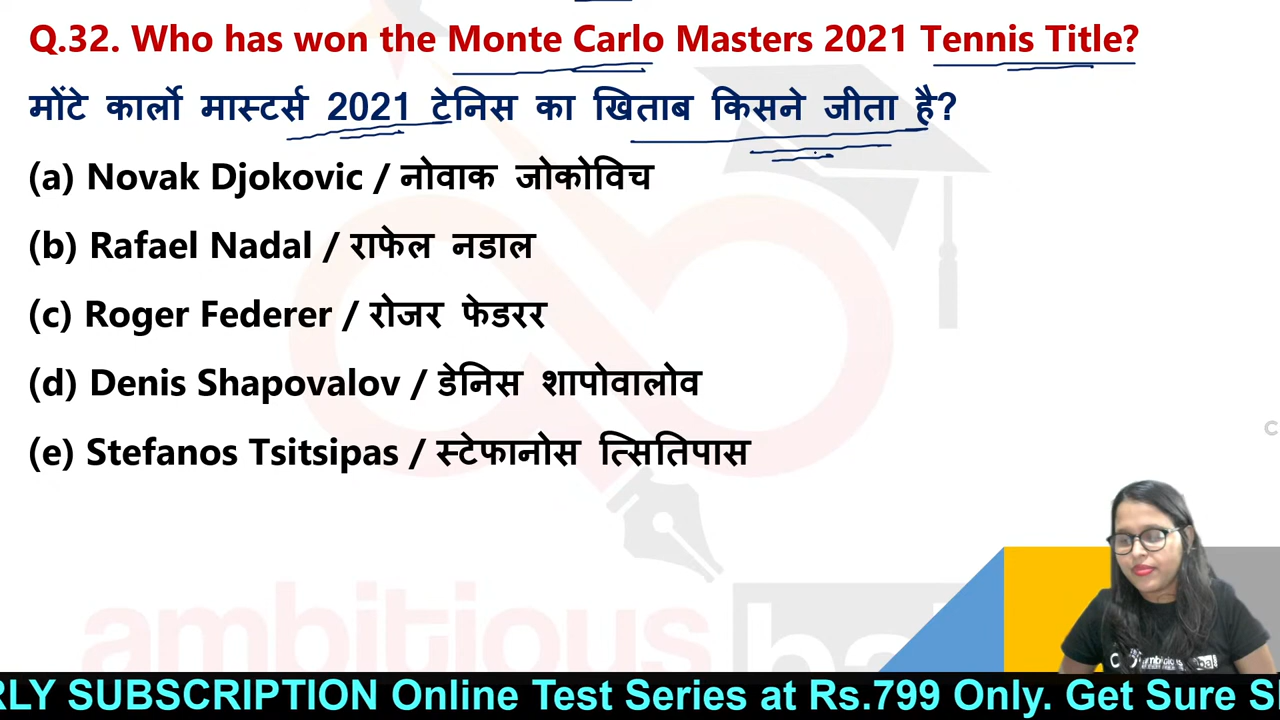 Q.32. Who has won the Monte Carlo Masters 2021 Tennis Title?
मोंटे कार्लो मास्टर्स 2021 टेनिस का खिताब किसने जीता है?
(a) Novak Djokovic / नोवाक जोकोविच
(b) Rafael Nadal / राफेल नडाल
(c) Roger Federer / रोजर फेडरर
(d) Denis Shapovalov / डेनिस शापोवालोव
(e) Stefanos Tsitsipas / स्टेफानोस त्सितिपास
C
ambitious
ambitious
RLY SUBSCRIPTION Online Test Series at Rs.799 Only. Get Sure S